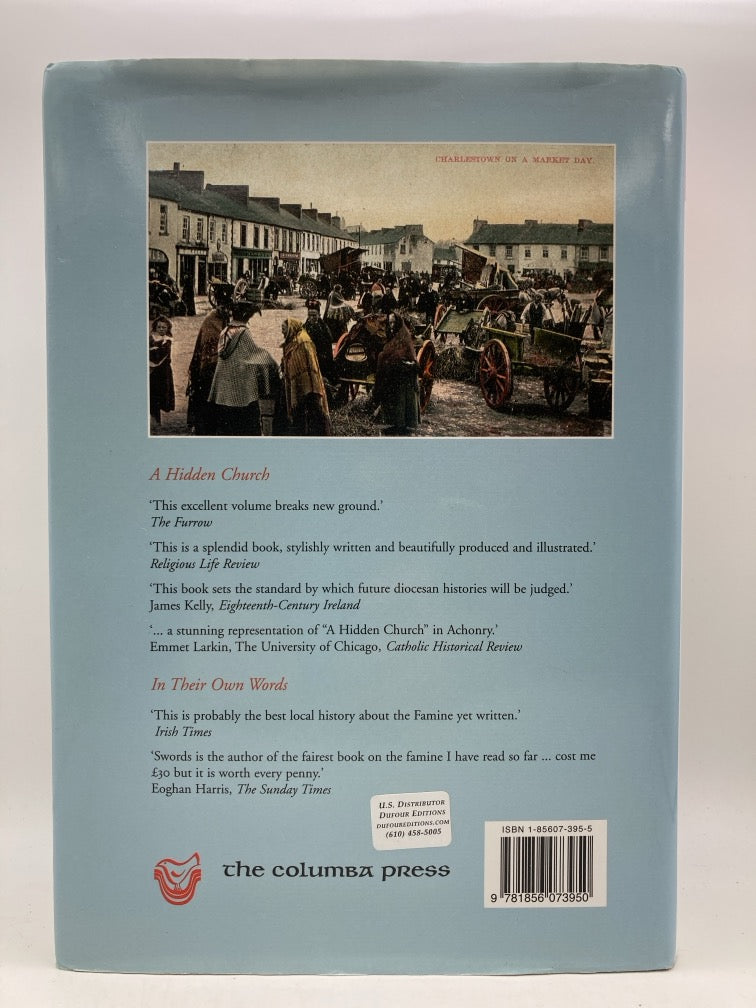 CHARLESTOWN ON A MARKET DAY.
A Hidden Church
'This excellent volume breaks new ground.'
The Furrow
'This is a splendid book, stylishly written and beautifully produced and illustrated.'
Religious Life Review
'This book sets the standard by which future diocesan histories will be judged.'
James Kelly, Eighteenth-Century Ireland
'... a stunning representation of "A Hidden Church" in Achonry.'
Emmet Larkin, The University of Chicago, Catholic Historical Review
In Their Own Words
'This is probably the best local history about the Famine yet written.'
Irish Times
'Swords is the author of the fairest book on the famine I have read so far ... cost me
£30 but it is worth every penny.'
Eoghan Harris, The Sunday Times
U.S. DISTRIBUTOR
DUFOUR EDITIONS
DUFOUREDITIONS.COM
(610) 458-5005
the columba press
ISBN 1-85607-395-5
9 781856 073950